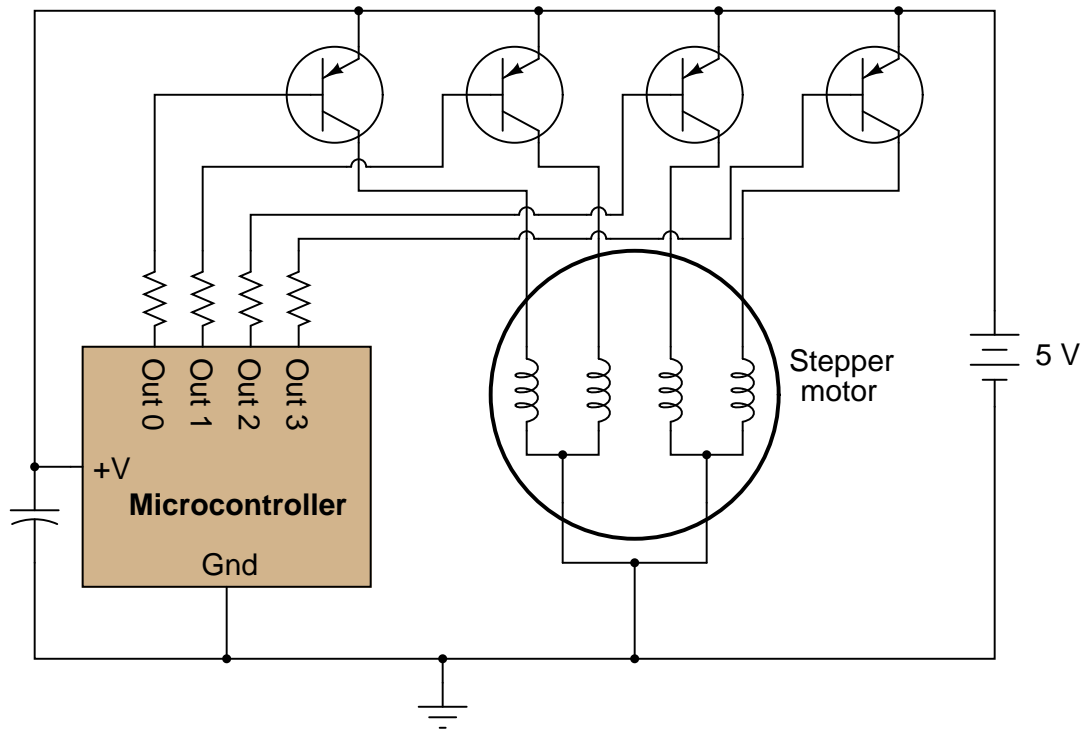 Out 0
Out 1
Out 2
Out 3
+V
Microcontroller
Gnd
Stepper
motor
5 V